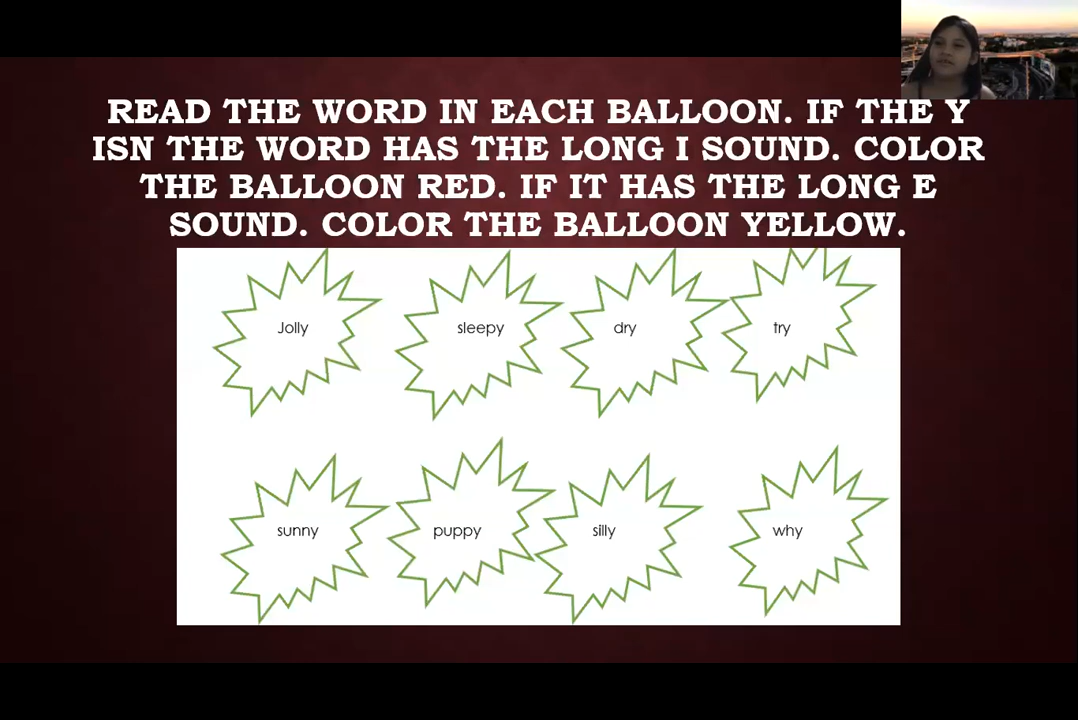 READ THE WORD IN EACH BALLOON. IF THE Y
ISN THE WORD HAS THE LONG I SOUND. COLOR
THE BALLOON RED. IF IT HAS THE LONG E
SOUND. COLOR THE BALLOON YELLOW.
Jolly
sleepy
dry
try
sunny
puppy
silly
why